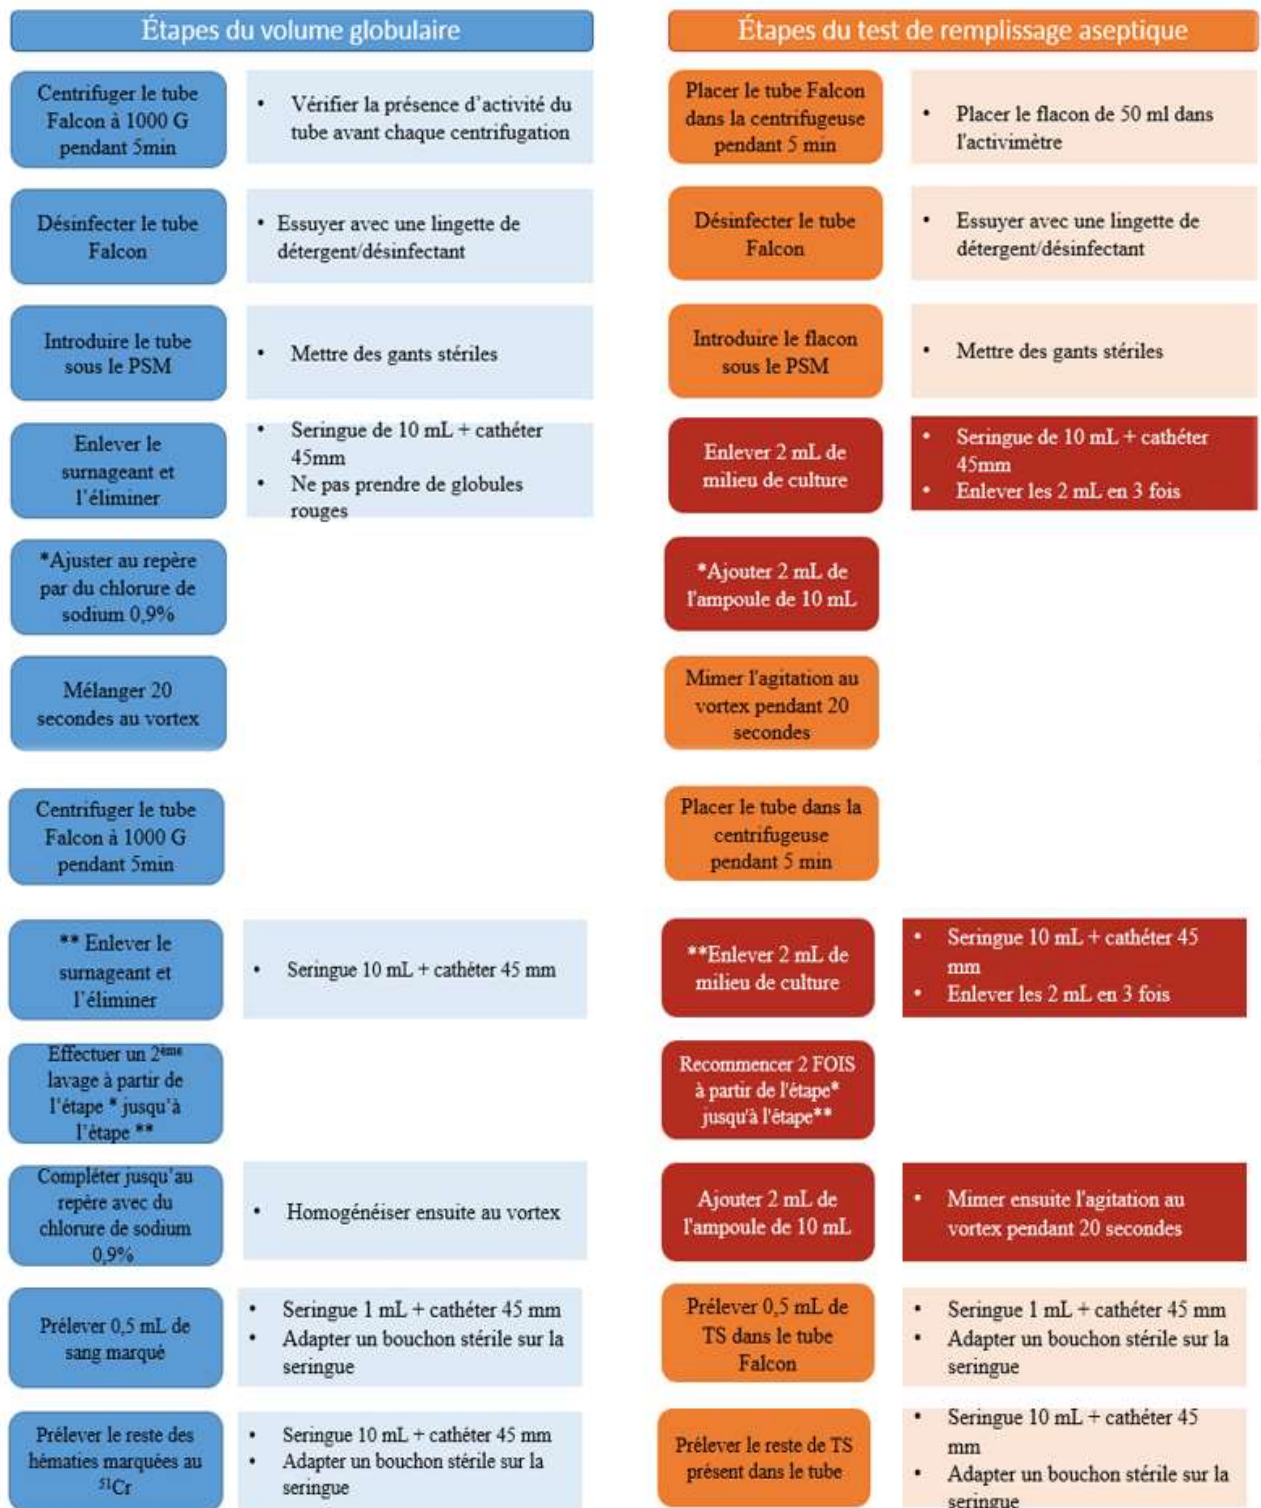 Étapes du volume globulaire
Centrifuger le tube
Falcon à 1000 G
pendant 5min
• Vérifier la présence d'activité du
tube avant chaque centrifugation
Désinfecter le tube
Falcon
• Essuyer avec une lingette de
détergent/désinfectant
Introduire le tube
sous le PSM
• Mettre des gants stériles
Enlever le
surnageant et
l'éliminer
• Seringue de 10 mL + cathéter
45mm
• Ne pas prendre de globules
rouges
*Ajuster au repère
par du chlorure de
sodium 0,9%
Mélanger 20
secondes au vortex
Centrifuger le tube
Falcon à 1000 G
pendant 5min
** Enlever le
surnageant et
l'éliminer
• Seringue 10 mL + cathéter 45 mm
Effectuer un 2ème
lavage à partir de
l'étape * jusqu'à
l'étape **
Compléter jusqu'au
repère avec du
chlorure de sodium
0,9%
• Homogénéiser ensuite au vortex
Prélever 0,5 mL de
sang marqué
• Seringue 1 mL + cathéter 45 mm
• Adapter un bouchon stérile sur la
seringue
Prélever le reste des
hématies marquées au
51Cr
• Seringue 10 mL + cathéter 45 mm
• Adapter un bouchon stérile sur la
seringue
Étapes du test de remplissage aseptique
Placer le tube Falcon
dans la centrifugeuse
pendant 5 min
• Placer le flacon de 50 ml dans
l'activimètre
Désinfecter le tube
Falcon
• Essuyer avec une lingette de
détergent/désinfectant
Introduire le flacon
sous le PSM
• Mettre des gants stériles
Enlever 2 mL de
milieu de culture
• Seringue de 10 mL + cathéter
45mm
• Enlever les 2 mL en 3 fois
*Ajouter 2 mL de
l'ampoule de 10 mL
Mimer l'agitation au
vortex pendant 20
secondes
Placer le tube dans la
centrifugeuse
pendant 5 min
**Enlever 2 mL de
milieu de culture
• Seringue 10 mL + cathéter 45
mm
• Enlever les 2 mL en 3 fois
Recommencer 2 FOIS
à partir de l'étape*
jusqu'à l'étape**
Ajouter 2 mL de
l'ampoule de 10 mL
• Mimer ensuite l'agitation au
vortex pendant 20 secondes
Prélever 0,5 mL de
TS dans le tube
Falcon
• Seringue 1 mL + cathéter 45 mm
• Adapter un bouchon stérile sur la
seringue
Prélever le reste de TS
présent dans le tube
• Seringue 10 mL + cathéter 45
mm
• Adapter un bouchon stérile sur la
seringue